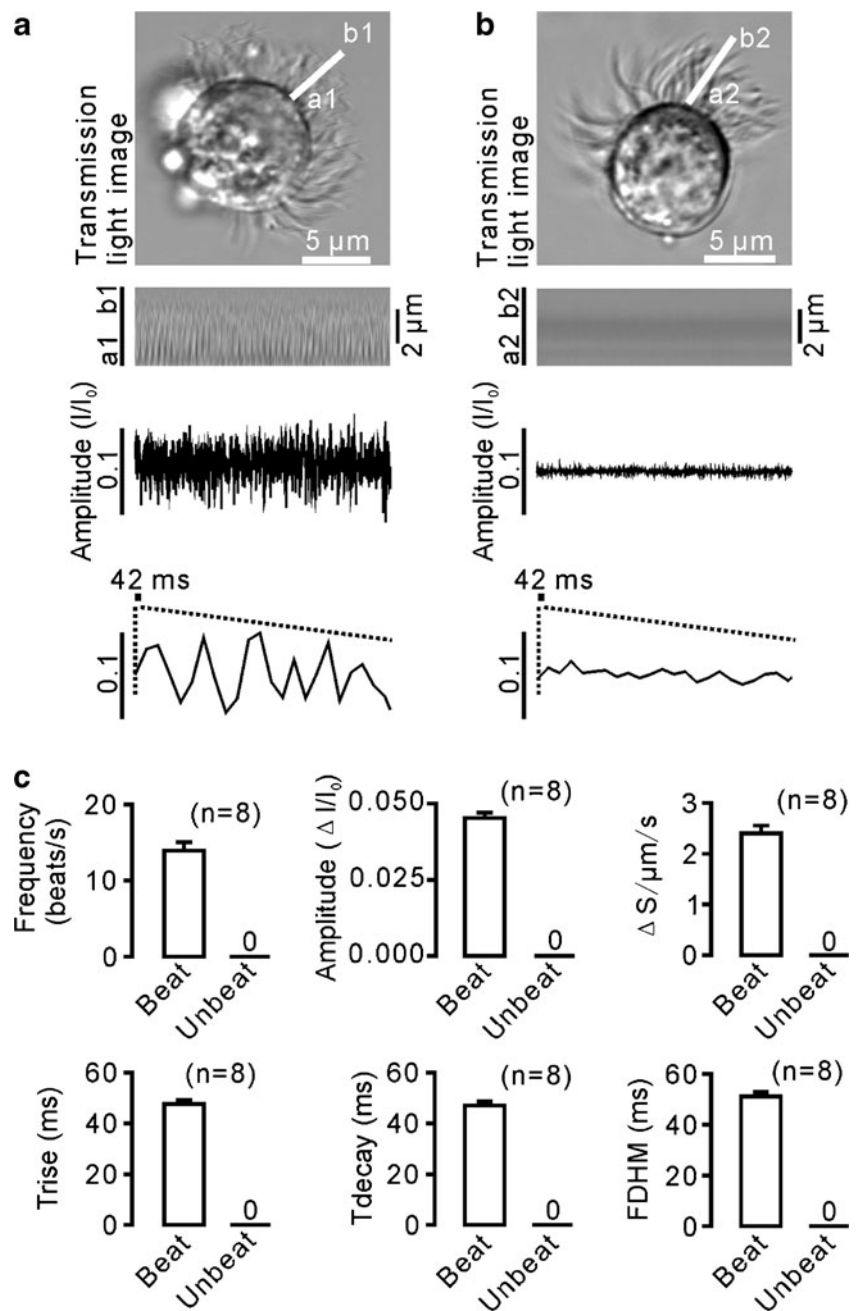 a
b1
a1
Transmission
light image
5 µm
b1
a1
2 µm
Amplitude (I/I₀)
0.1
42 ms
0.1
b
b2
a2
Transmission
light image
5 µm
b2
a2
2 µm
Amplitude (I/I₀)
0.1
42 ms
0.1
c
Frequency
(beats/s)
20
10
0
(n=8)
0
Beat
Unbeat
Amplitude (Δ I/I₀)
0.050
0.025
0.000
(n=8)
0
Beat
Unbeat
Δ S/µm/s
3
2
1
0
(n=8)
0
Beat
Unbeat
Trise (ms)
60
40
20
0
(n=8)
0
Beat
Unbeat
Tdecay (ms)
60
40
20
0
(n=8)
0
Beat
Unbeat
FDHM (ms)
60
40
20
0
(n=8)
0
Beat
Unbeat